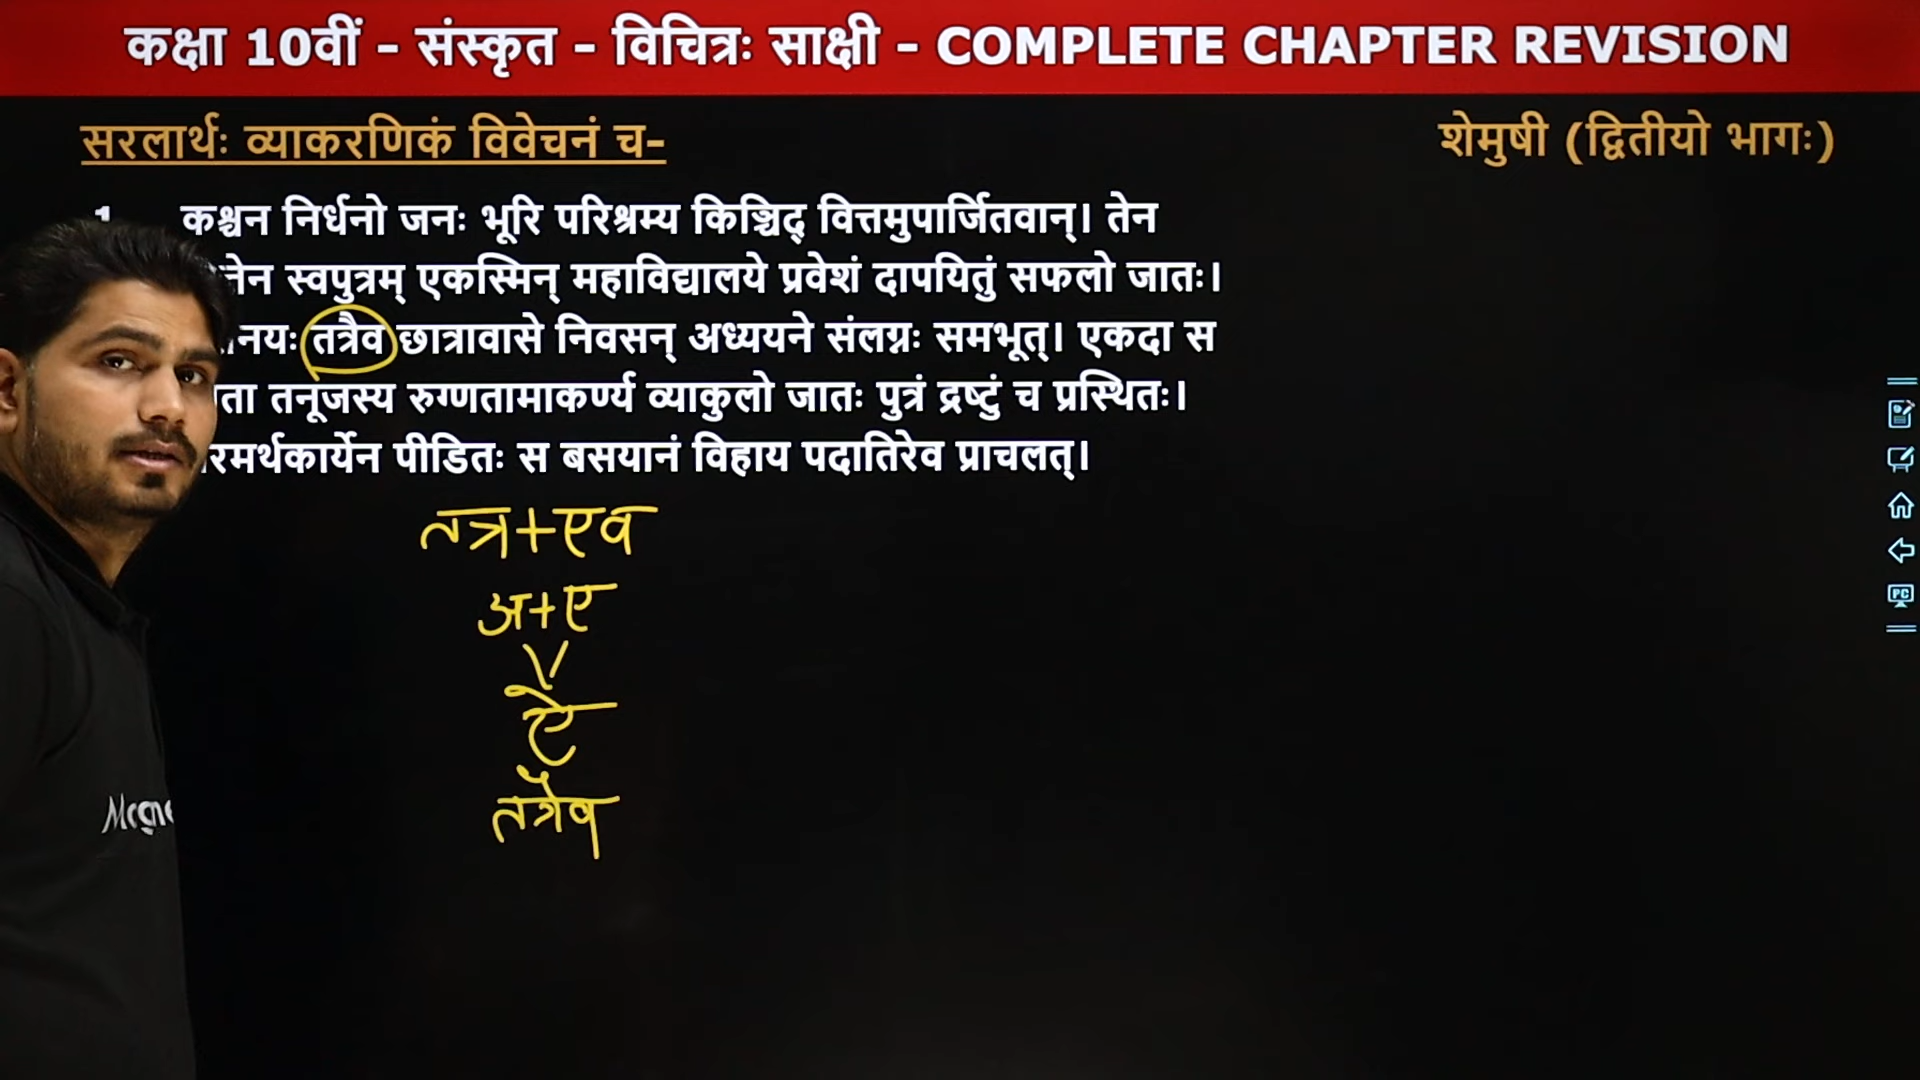 कक्षा 10वीं - संस्कृत - विचित्रः साक्षी - COMPLETE CHAPTER REVISION
सरलार्थः व्याकरणिकं विवेचनं च-
शेमुषी (द्वितीयो भागः)
1. कश्चन निर्धनो जनः भूरि परिश्रम्य किञ्चिद् वित्तमुपार्जितवान्। तेन
स्वपुत्रम् एकस्मिन् महाविद्यालये प्रवेशं दापयितुं सफलो जातः।
तत्रैव छात्रावासे निवसन् अध्ययने संलग्नः समभूत्। एकदा स
तनूजस्य रुग्णतामाकर्ण्य व्याकुलो जातः पुत्रं द्रष्टुं च प्रस्थितः।
पीडितः स बसयानं विहाय पदातिरेव प्राचलत्।
तत्र+एव
अ+ए
ऐ
तत्रैव
PC